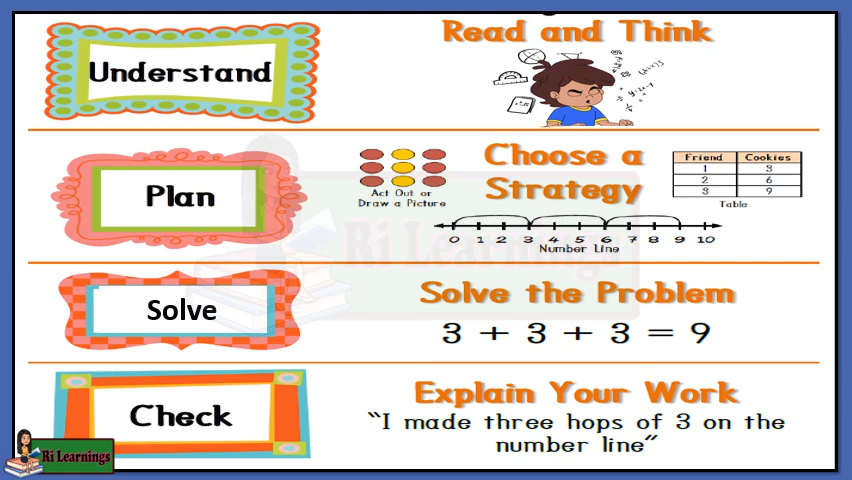 Read and Think
Understand
Plan
Act Out or
Draw a Picture
Choose a
Strategy
Friend Cookies
1 3
2 6
3 9
Table
0 1 2 3 4 5 6 7 8 9 10
Number Line
Ri Learnings
Solve
Solve the Problem
3 + 3 + 3 = 9
Check
Explain Your Work
“I made three hops of 3 on the
number line”
Ri Learnings